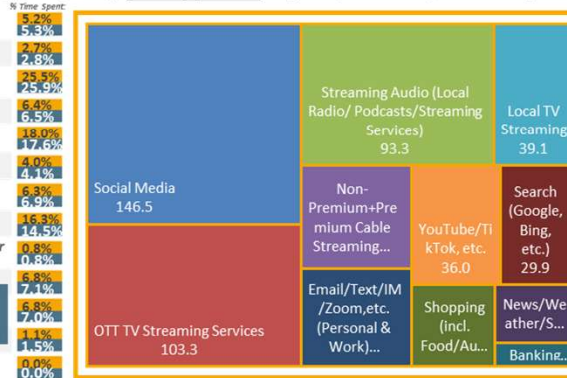 % Time Spent:
5.2%
5.3%
2.7%
2.8%
25.5%
25.9%
6.4%
6.5%
18.0%
17.6%
4.0%
4.1%
6.3%
6.9%
16.3%
14.5%
0.8%
0.8%
6.8%
7.1%
6.8%
7.0%
1.1%
1.5%
0.0%
0.0%
Social Media
146.5
OTT TV Streaming Services
103.3
Streaming Audio (Local
Radio/ Podcasts/Streaming
Services)
93.3
Local TV
Streaming
39.1
Non-
Premium+Pre
mium Cable
Streaming...
YouTube/Ti
kTok, etc.
36.0
Search
(Google,
Bing,
etc.)
29.9
Email/Text/IM
/Zoom,etc.
(Personal &
Work)...
Shopping
(incl.
Food/Au...
News/We
ather/S...
Banking...